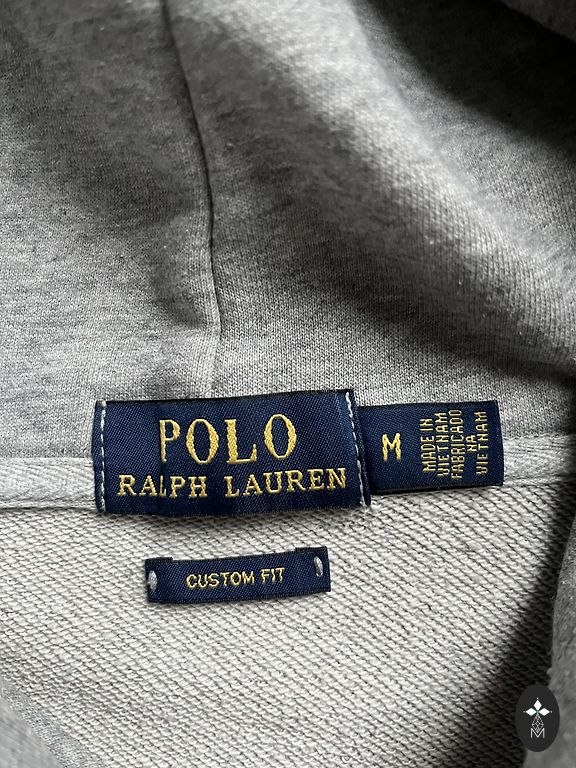 POLO
RALPH LAUREN
M
MADE IN
VIETNAM
FABRICADO
NA
VIETNAM
CUSTOM FIT
M